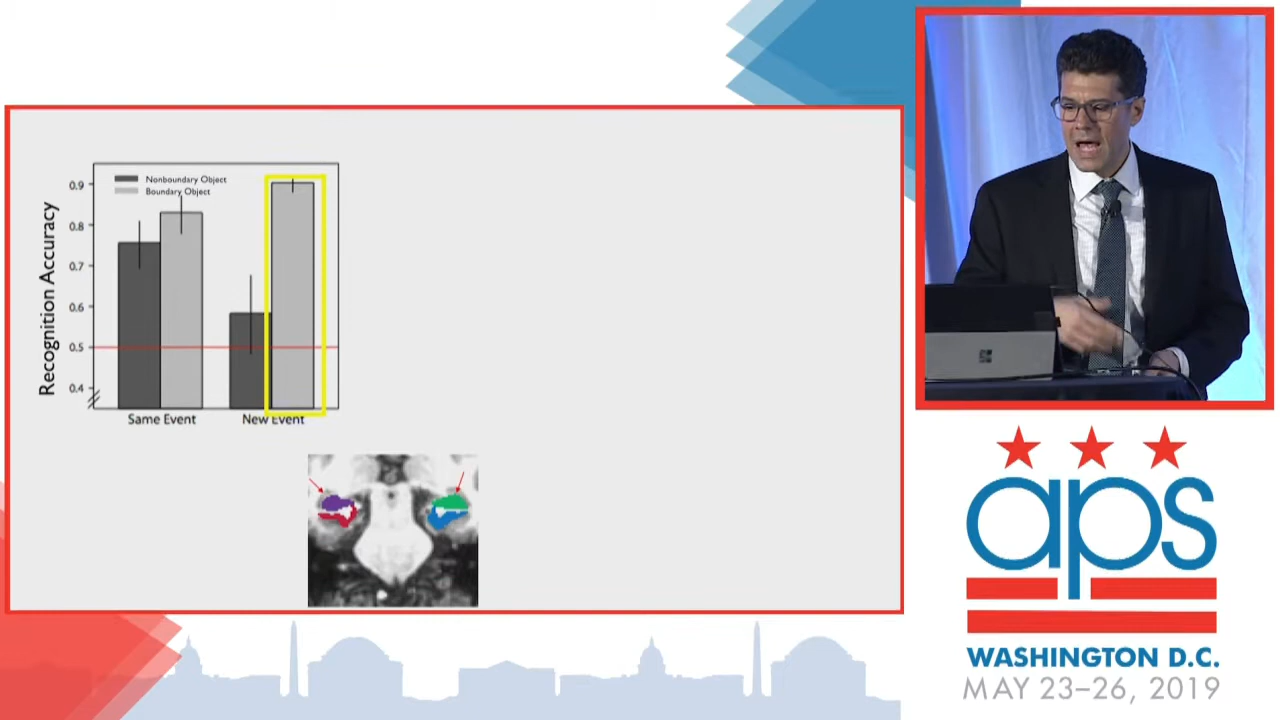 Nonboundary Object
Boundary Object
Recognition Accuracy
0.9
0.8
0.7
0.6
0.5
0.4
Same Event
New Event
aps
WASHINGTON D.C.
MAY 23–26, 2019